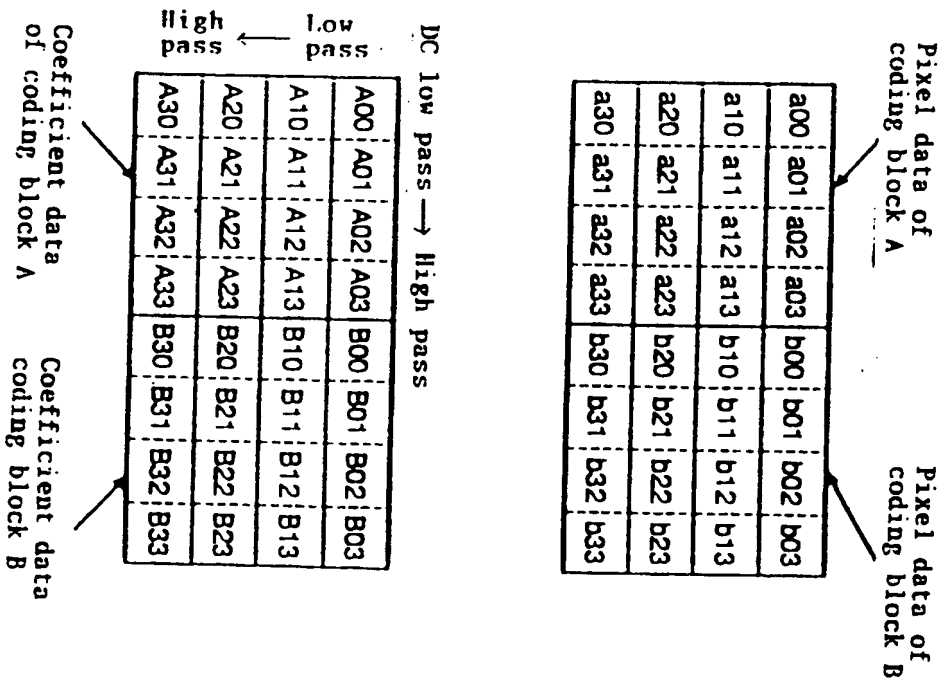 Pixel data of
coding block A
Pixel data of
coding block B
a00 a01 a02 a03 b00 b01 b02 b03
a10 a11 a12 a13 b10 b11 b12 b13
a20 a21 a22 a23 b20 b21 b22 b23
a30 a31 a32 a33 b30 b31 b32 b33
DC low pass → High pass
Low
pass
→
High
pass
A00 A01 A02 A03 B00 B01 B02 B03
A10 A11 A12 A13 B10 B11 B12 B13
A20 A21 A22 A23 B20 B21 B22 B23
A30 A31 A32 A33 B30 B31 B32 B33
Coefficient data
of coding block A
Coefficient data
coding block B